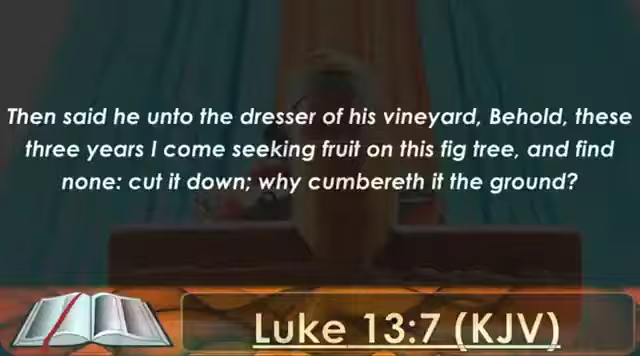 Then said he unto the dresser of his vineyard, Behold, these
three years I come seeking fruit on this fig tree, and find
none: cut it down; why cumbereth it the ground?
Luke 13:7 (KJV)